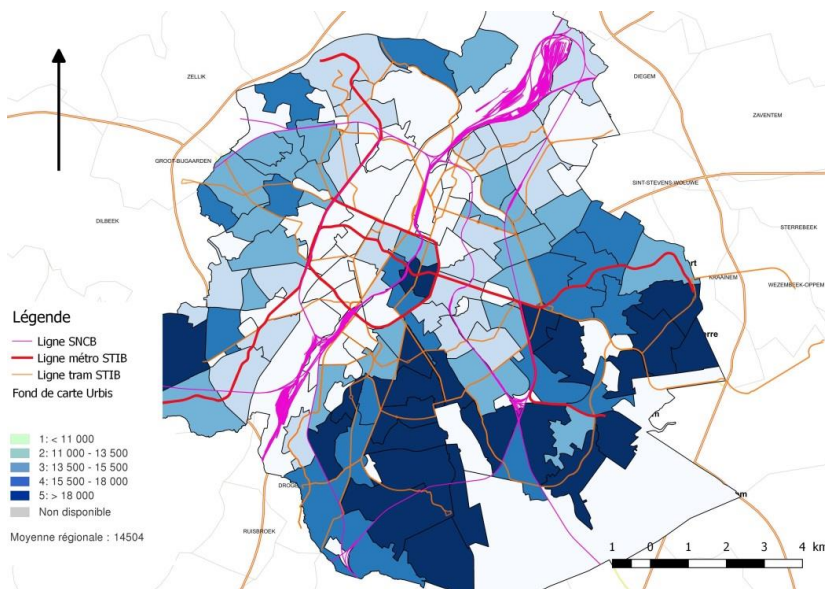 ZELLIK
DIEGEM
ZAVENTEM
GROOT-BIJGAARDEN
SINT-STEVENS-WOLUWE
DILBEEK
STERREBEEK
KRAAINEM
WEZEMBEEK-OPPEM
Légende
Ligne SNCB
Ligne métro STIB
Ligne tram STIB
Fond de carte Urbis
1: < 11 000
2: 11 000 - 13 500
3: 13 500 - 15 500
4: 15 500 - 18 000
5: > 18 000
Non disponible
Moyenne régionale : 14504
DROG
RUISBROEK
1 0 1 2 3 4 km